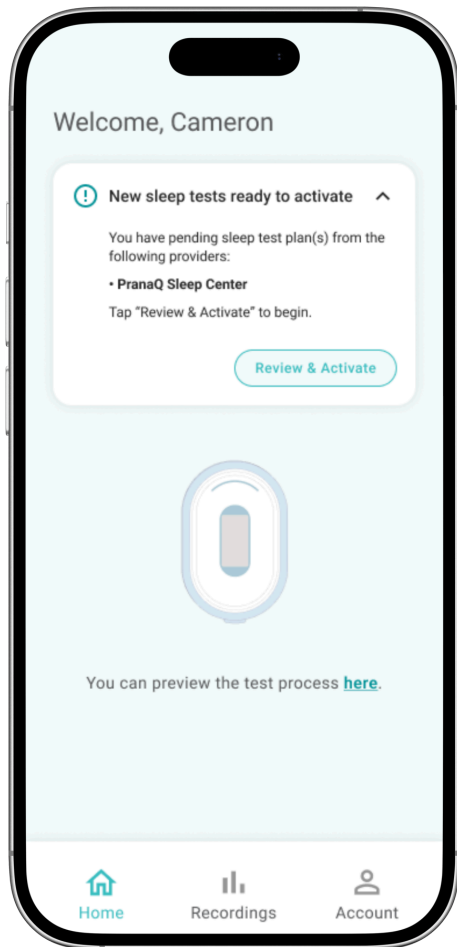 Welcome, Cameron
New sleep tests ready to activate
You have pending sleep test plan(s) from the
following providers:
• PranaQ Sleep Center
Tap “Review & Activate” to begin.
Review & Activate
You can preview the test process here.
Home
Recordings
Account